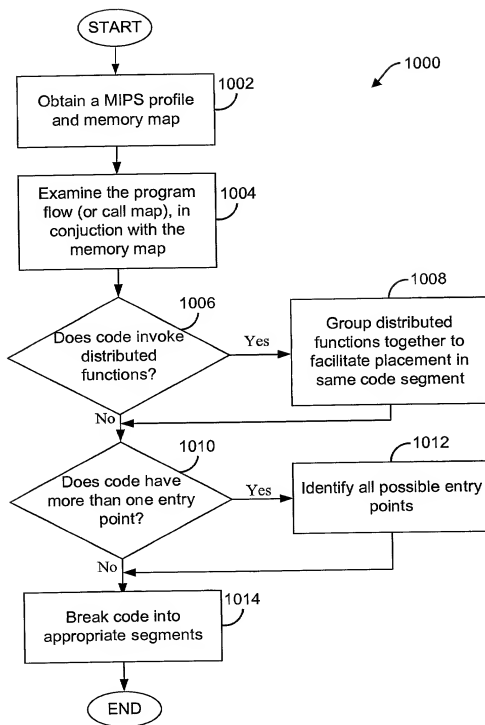 START
1000
1002
Obtain a MIPS profile
and memory map
1004
Examine the program
flow (or call map), in
conjuction with the
memory map
1006
Does code invoke
distributed
functions?
Yes
1008
Group distributed
functions together to
facilitate placement in
same code segment
No
1010
Does code have
more than one entry
point?
Yes
1012
Identify all possible entry
points
No
1014
Break code into
appropriate segments
END